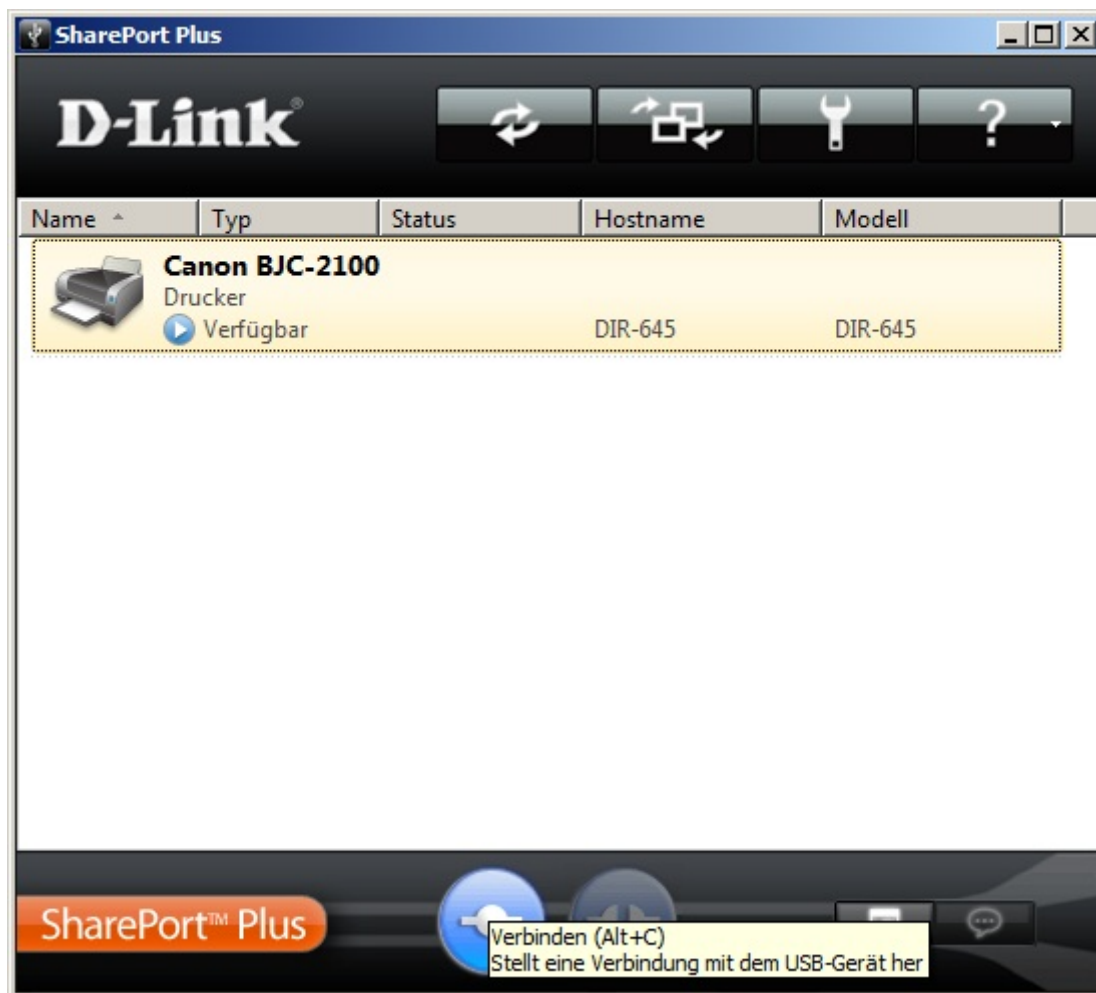 SharePort Plus
D-Link®
?
Name Typ Status Hostname Modell
Canon BJC-2100
Drucker
Verfügbar DIR-645 DIR-645
SharePort™ Plus
Verbinden (Alt+C)
Stellt eine Verbindung mit dem USB-Gerät her